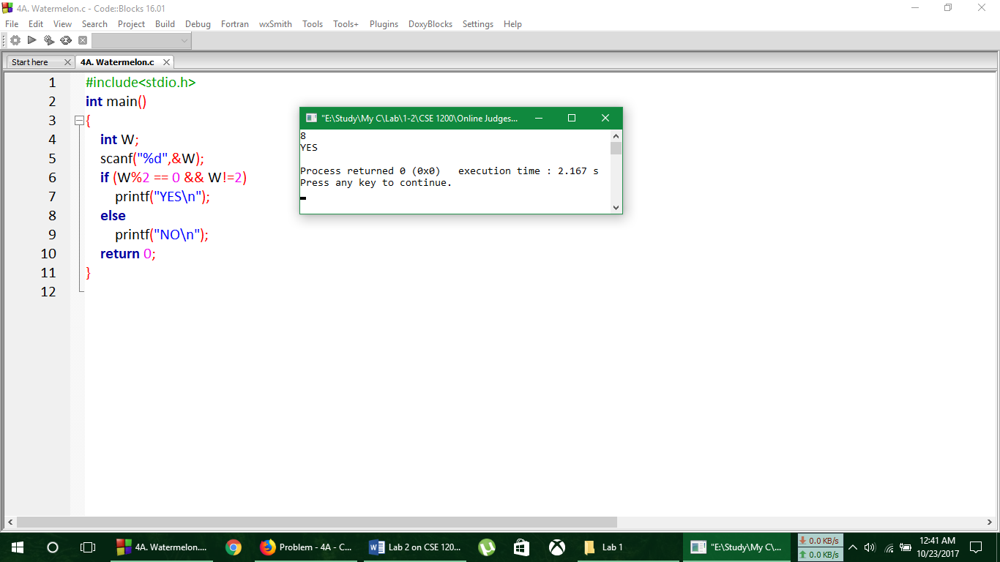 4A. Watermelon.c - Code::Blocks 16.01
File Edit View Search Project Build Debug Fortran wxSmith Tools Tools+ Plugins DoxyBlocks Settings Help
Start here 4A. Watermelon.c
1 #include<stdio.h>
2 int main()
3 {
4 int W;
5 scanf("%d",&W);
6 if (W%2 == 0 && W!=2)
7 printf("YES\n");
8 else
9 printf("NO\n");
10 return 0;
11 }
12
"E:\Study\My C\Lab\1-2\CSE 1200\Online Judges...
8
YES
Process returned 0 (0x0) execution time : 2.167 s
Press any key to continue.
4A. Watermelon.... Problem - 4A - C... Lab 2 on CSE 120... Lab 1 "E:\Study\My C\... 0.0 KB/s 12:41 AM
0.0 KB/s 10/23/2017